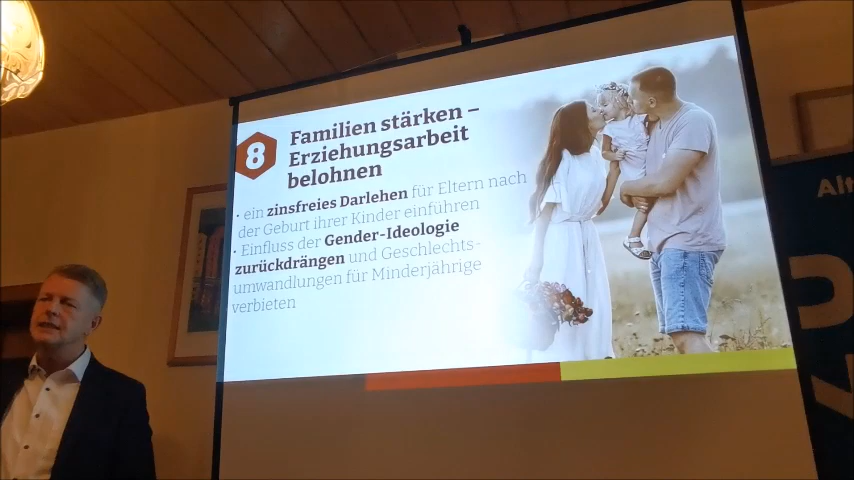 8
Familien stärken –
Erziehungsarbeit
belohnen
• ein zinsfreies Darlehen für Eltern nach
der Geburt ihrer Kinder einführen
• Einfluss der Gender-Ideologie
zurückdrängen und Geschlechts-
umwandlungen für Minderjährige
verbieten